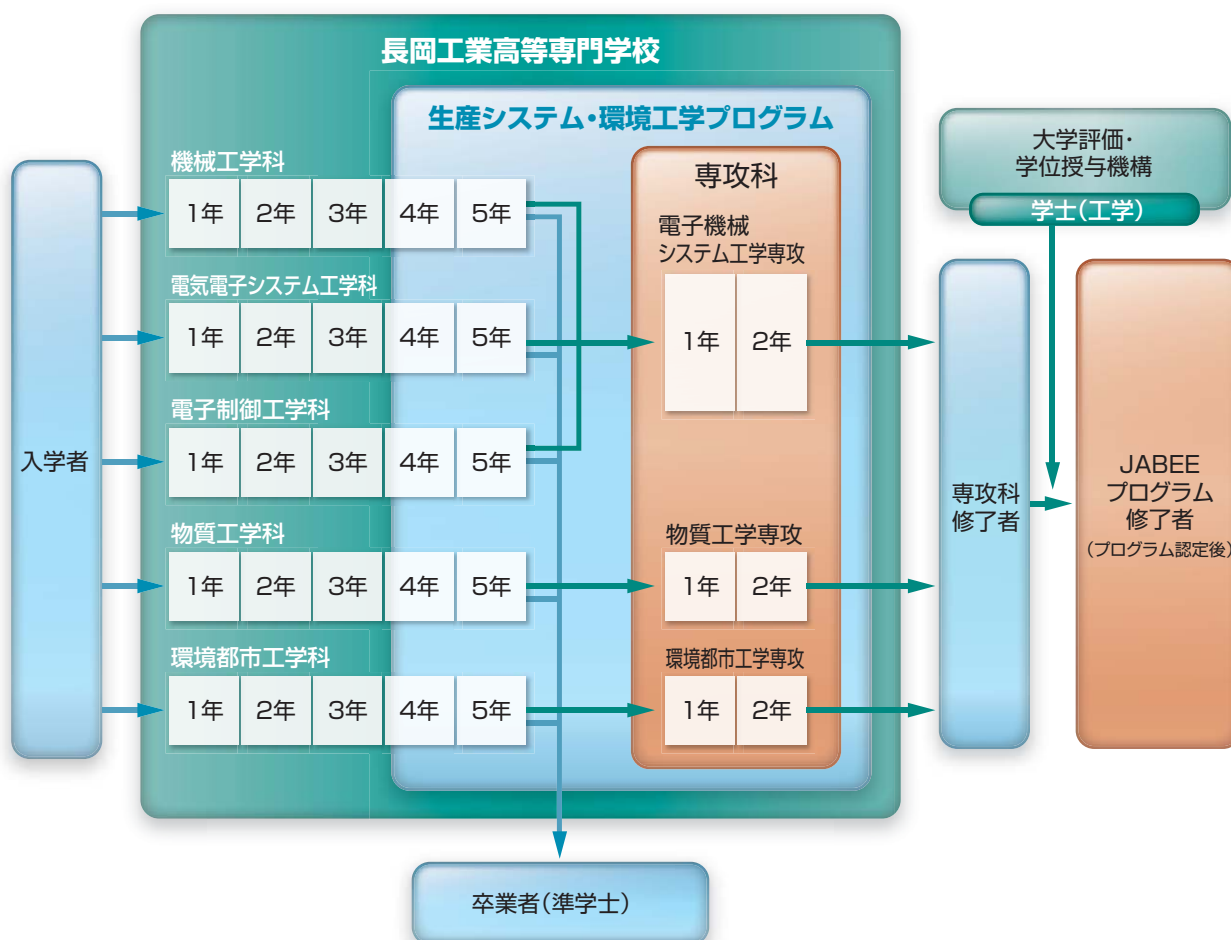 長岡工業高等専門学校
生産システム・環境工学プログラム
入学者
機械工学科
1年 2年 3年 4年 5年
電気電子システム工学科
1年 2年 3年 4年 5年
電子制御工学科
1年 2年 3年 4年 5年
物質工学科
1年 2年 3年 4年 5年
環境都市工学科
1年 2年 3年 4年 5年
専攻科
電子機械
システム工学専攻
1年 2年
物質工学専攻
1年 2年
環境都市工学専攻
1年 2年
大学評価・
学位授与機構
学士(工学)
専攻科
修了者
JABEE
プログラム
修了者
(プログラム認定後)
卒業者(準学士)